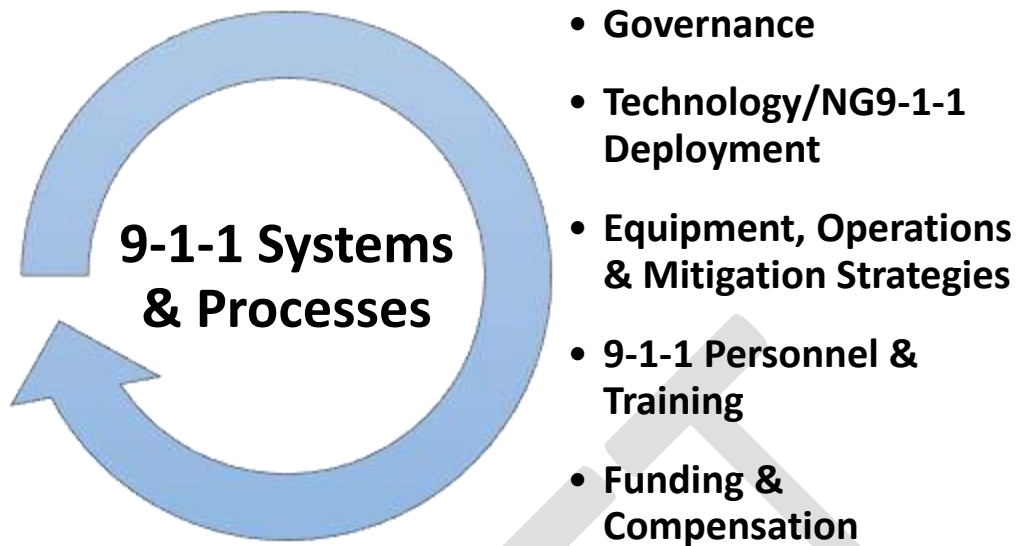 9-1-1 Systems
& Processes
• Governance
• Technology/NG9-1-1
Deployment
• Equipment, Operations
& Mitigation Strategies
• 9-1-1 Personnel &
Training
• Funding &
Compensation